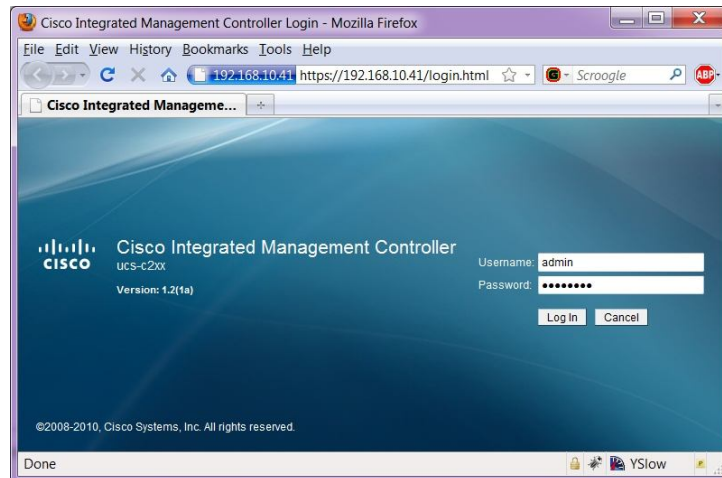 Cisco Integrated Management Controller Login - Mozilla Firefox
File Edit View History Bookmarks Tools Help
192.168.10.41 https://192.168.10.41/login.html Scroogle ABP
Cisco Integrated Manageme...
CISCO
Cisco Integrated Management Controller
ucs-c2xx
Version: 1.2(1a)
Username: admin
Password: ••••••••
Log In Cancel
©2008-2010, Cisco Systems, Inc. All rights reserved.
Done YSlow